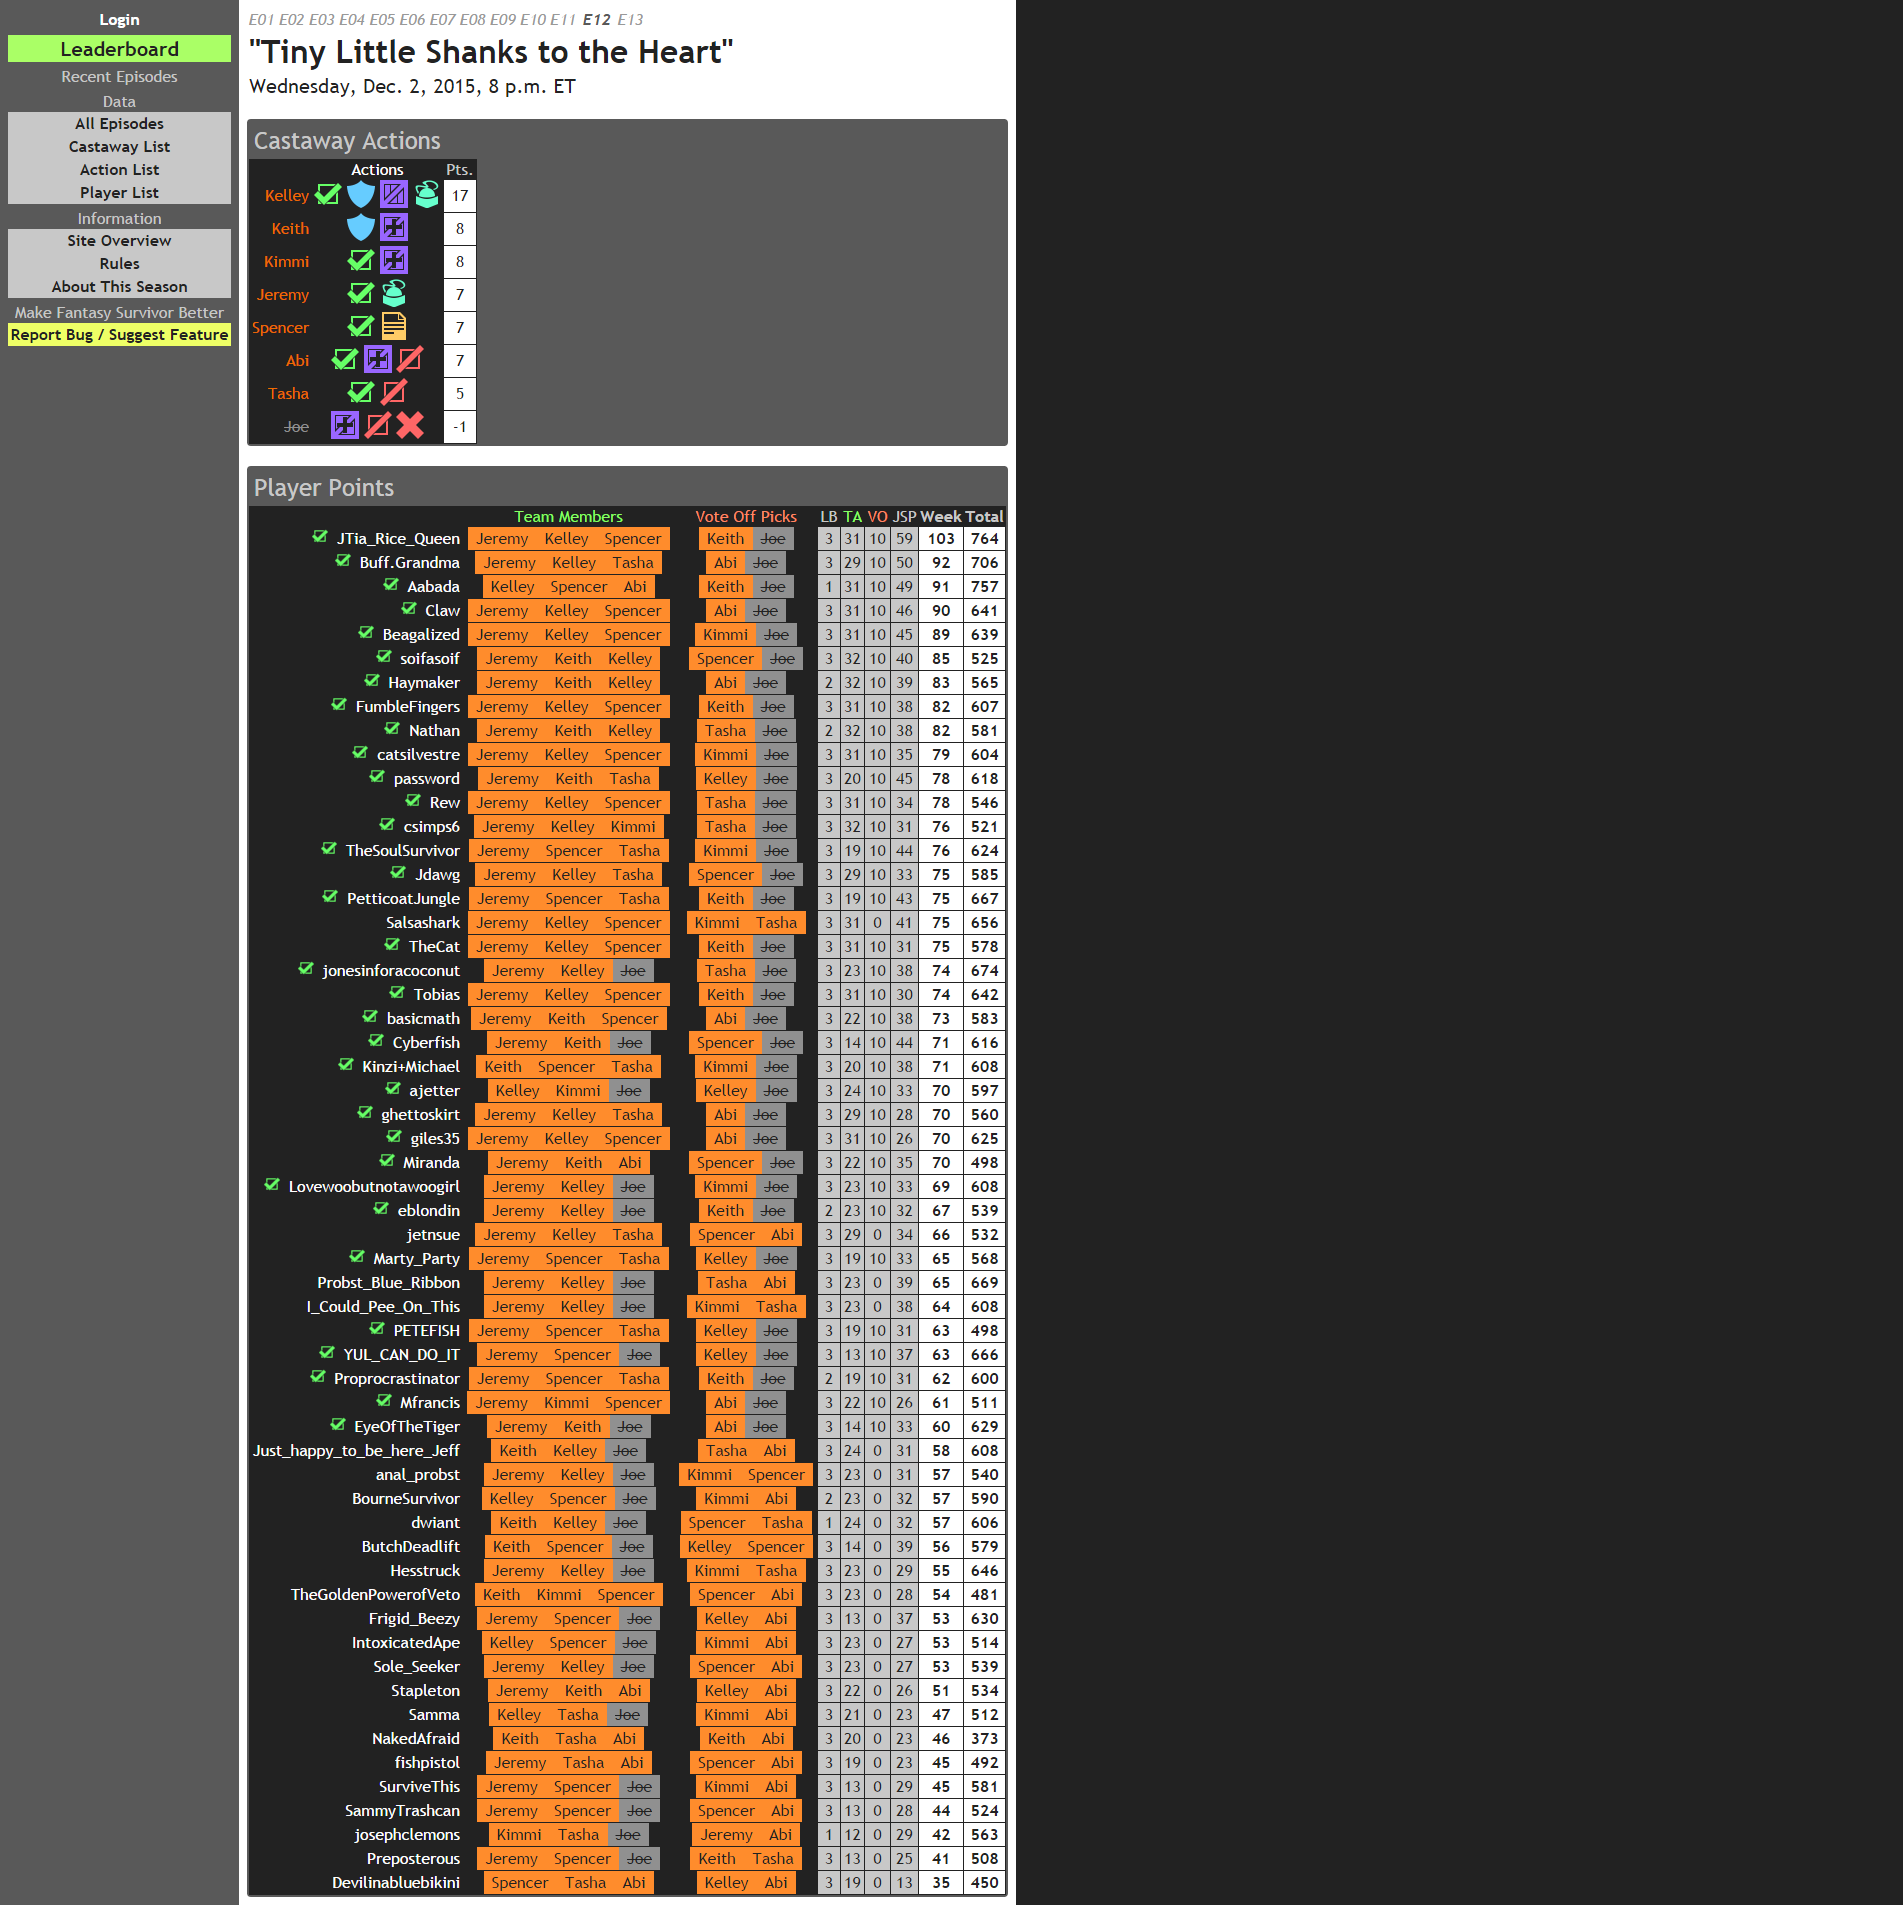 Login
Leaderboard
Recent Episodes
Data
All Episodes
Castaway List
Action List
Player List
Information
Site Overview
Rules
About This Season
Make Fantasy Survivor Better
Report Bug / Suggest Feature
E01 E02 E03 E04 E05 E06 E07 E08 E09 E10 E11 E12 E13
"Tiny Little Shanks to the Heart"
Wednesday, Dec. 2, 2015, 8 p.m. ET
Castaway Actions
Actions Pts.
Kelley 17
Keith 8
Kimmi 8
Jeremy 7
Spencer 7
Abi 7
Tasha 5
Joe -1
Player Points
Team Members Vote Off Picks LB TA VO JSP Week Total
JTia_Rice_Queen Jeremy Kelley Spencer Keith Joe 3 31 10 59 103 764
Buff.Grandma Jeremy Kelley Tasha Abi Joe 3 29 10 50 92 706
Aabada Kelley Spencer Abi Keith Joe 1 31 10 49 91 757
Claw Jeremy Kelley Spencer Abi Joe 3 31 10 46 90 641
Beagalized Jeremy Kelley Spencer Kimmi Joe 3 31 10 45 89 639
soifasoif Jeremy Keith Kelley Spencer Joe 3 32 10 40 85 525
Haymaker Jeremy Keith Kelley Abi Joe 2 32 10 39 83 565
FumbleFingers Jeremy Kelley Spencer Keith Joe 3 31 10 38 82 607
Nathan Jeremy Keith Kelley Tasha Joe 2 32 10 38 82 581
catsilvestre Jeremy Kelley Spencer Kimmi Joe 3 31 10 35 79 604
password Jeremy Keith Tasha Kelley Joe 3 20 10 45 78 618
Rew Jeremy Kelley Spencer Tasha Joe 3 31 10 34 78 546
csimps6 Jeremy Kelley Kimmi Tasha Joe 3 32 10 31 76 521
TheSoulSurvivor Jeremy Spencer Tasha Kimmi Joe 3 19 10 44 76 624
Jdawg Jeremy Kelley Tasha Spencer Joe 3 29 10 33 75 585
PetticoatJungle Jeremy Spencer Tasha Keith Joe 3 19 10 43 75 667
Salsashark Jeremy Kelley Spencer Kimmi Tasha 3 31 0 41 75 656
TheCat Jeremy Kelley Spencer Keith Joe 3 31 10 31 75 578
jonesinforacoconut Jeremy Kelley Joe Tasha Joe 3 23 10 38 74 674
Tobias Jeremy Kelley Spencer Keith Joe 3 31 10 30 74 642
basicmath Jeremy Keith Spencer Abi Joe 3 22 10 38 73 583
Cyberfish Jeremy Keith Joe Spencer Joe 3 14 10 44 71 616
Kinzi+Michael Keith Spencer Tasha Kimmi Joe 3 20 10 38 71 608
ajetter Kelley Kimmi Joe Kelley Joe 3 24 10 33 70 597
ghettoskirt Jeremy Kelley Tasha Abi Joe 3 29 10 28 70 560
giles35 Jeremy Kelley Spencer Abi Joe 3 31 10 26 70 625
Miranda Jeremy Keith Abi Spencer Joe 3 22 10 35 70 498
Lovewoobutnotawoogirl Jeremy Kelley Joe Kimmi Joe 3 23 10 33 69 608
eblondin Jeremy Kelley Joe Keith Joe 2 23 10 32 67 539
jetnsue Jeremy Kelley Tasha Spencer Abi 3 29 0 34 66 532
Marty_Party Jeremy Spencer Tasha Kelley Joe 3 19 10 33 65 568
Probst_Blue_Ribbon Jeremy Kelley Joe Tasha Abi 3 23 0 39 65 669
I_Could_Pee_On_This Jeremy Kelley Joe Kimmi Tasha 3 23 0 38 64 608
PETEFISH Jeremy Spencer Tasha Kelley Joe 3 19 10 31 63 498
YUL_CAN_DO_IT Jeremy Spencer Joe Kelley Joe 3 13 10 37 63 666
Proprocrastinator Jeremy Spencer Tasha Keith Joe 2 19 10 31 62 600
Mfrancis Jeremy Kimmi Spencer Abi Joe 3 22 10 26 61 511
EyeOfTheTiger Jeremy Keith Joe Abi Joe 3 14 10 33 60 629
Just_happy_to_be_here_Jeff Keith Kelley Joe Tasha Abi 3 24 0 31 58 608
anal_probst Jeremy Kelley Joe Kimmi Spencer 3 23 0 31 57 540
BourneSurvivor Kelley Spencer Joe Kimmi Abi 2 23 0 32 57 590
dwiant Keith Kelley Joe Spencer Tasha 1 24 0 32 57 606
ButchDeadlift Keith Spencer Joe Kelley Spencer 3 14 0 39 56 579
Hesstruck Jeremy Kelley Joe Kimmi Tasha 3 23 0 29 55 646
TheGoldenPowerofVeto Keith Kimmi Spencer Spencer Abi 3 23 0 28 54 481
Frigid_Beezy Jeremy Spencer Joe Kelley Abi 3 13 0 37 53 630
IntoxicatedApe Kelley Spencer Joe Kimmi Abi 3 23 0 27 53 514
Sole_Seeker Jeremy Kelley Joe Spencer Abi 3 23 0 27 53 539
Stapleton Jeremy Keith Abi Kelley Abi 3 22 0 26 51 534
Samma Kelley Tasha Joe Kimmi Abi 3 21 0 23 47 512
NakedAfraid Keith Tasha Abi Keith Abi 3 20 0 23 46 373
fishpistol Jeremy Tasha Abi Spencer Abi 3 19 0 23 45 492
SurviveThis Jeremy Spencer Joe Kimmi Abi 3 13 0 29 45 581
SammyTrashcan Jeremy Spencer Joe Spencer Abi 3 13 0 28 44 524
josephclemons Kimmi Tasha Joe Jeremy Abi 1 12 0 29 42 563
Preposterous Jeremy Spencer Joe Keith Tasha 3 13 0 25 41 508
Devilinabluebikini Spencer Tasha Abi Kelley Abi 3 19 0 13 35 450